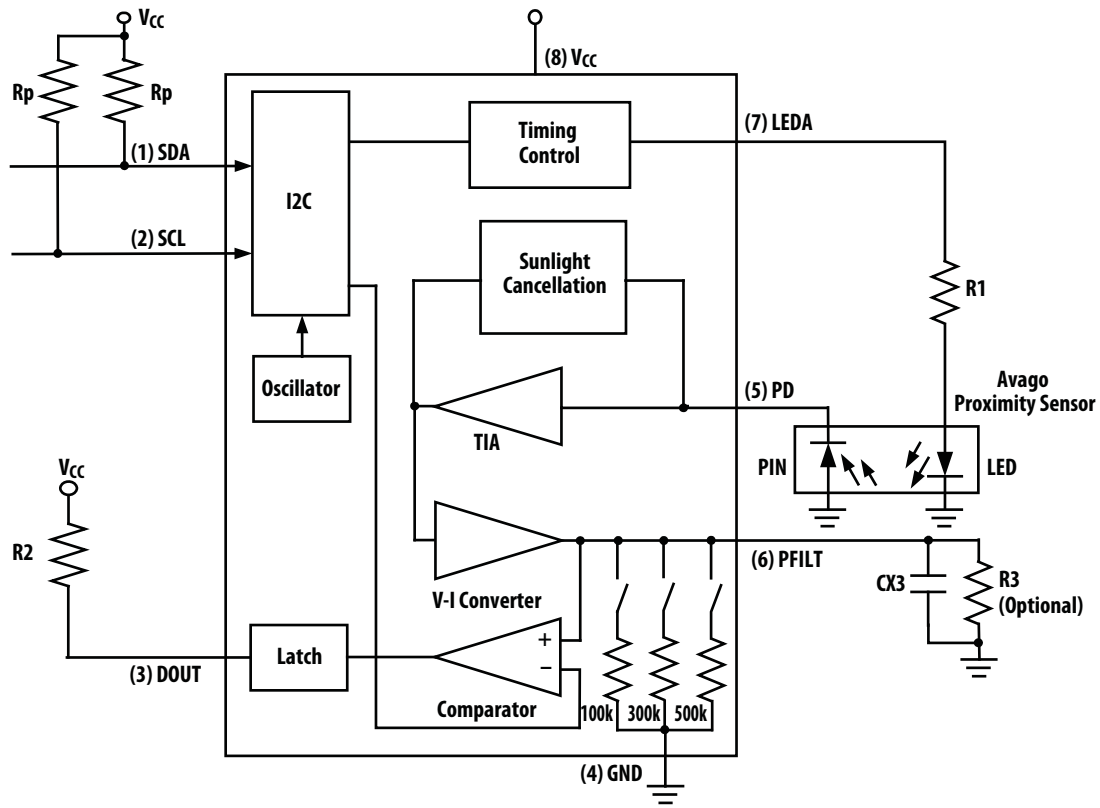 VCC
(8) VCC
Rp
Rp
(7) LEDA
Timing
Control
(1) SDA
I2C
(2) SCL
Sunlight
Cancellation
R1
Oscillator
(5) PD
Avago
Proximity Sensor
TIA
PIN
LED
VCC
R2
(6) PFILT
CX3
R3
(Optional)
V-I Converter
+
Latch
–
(3) DOUT
Comparator
100k
300k
500k
(4) GND